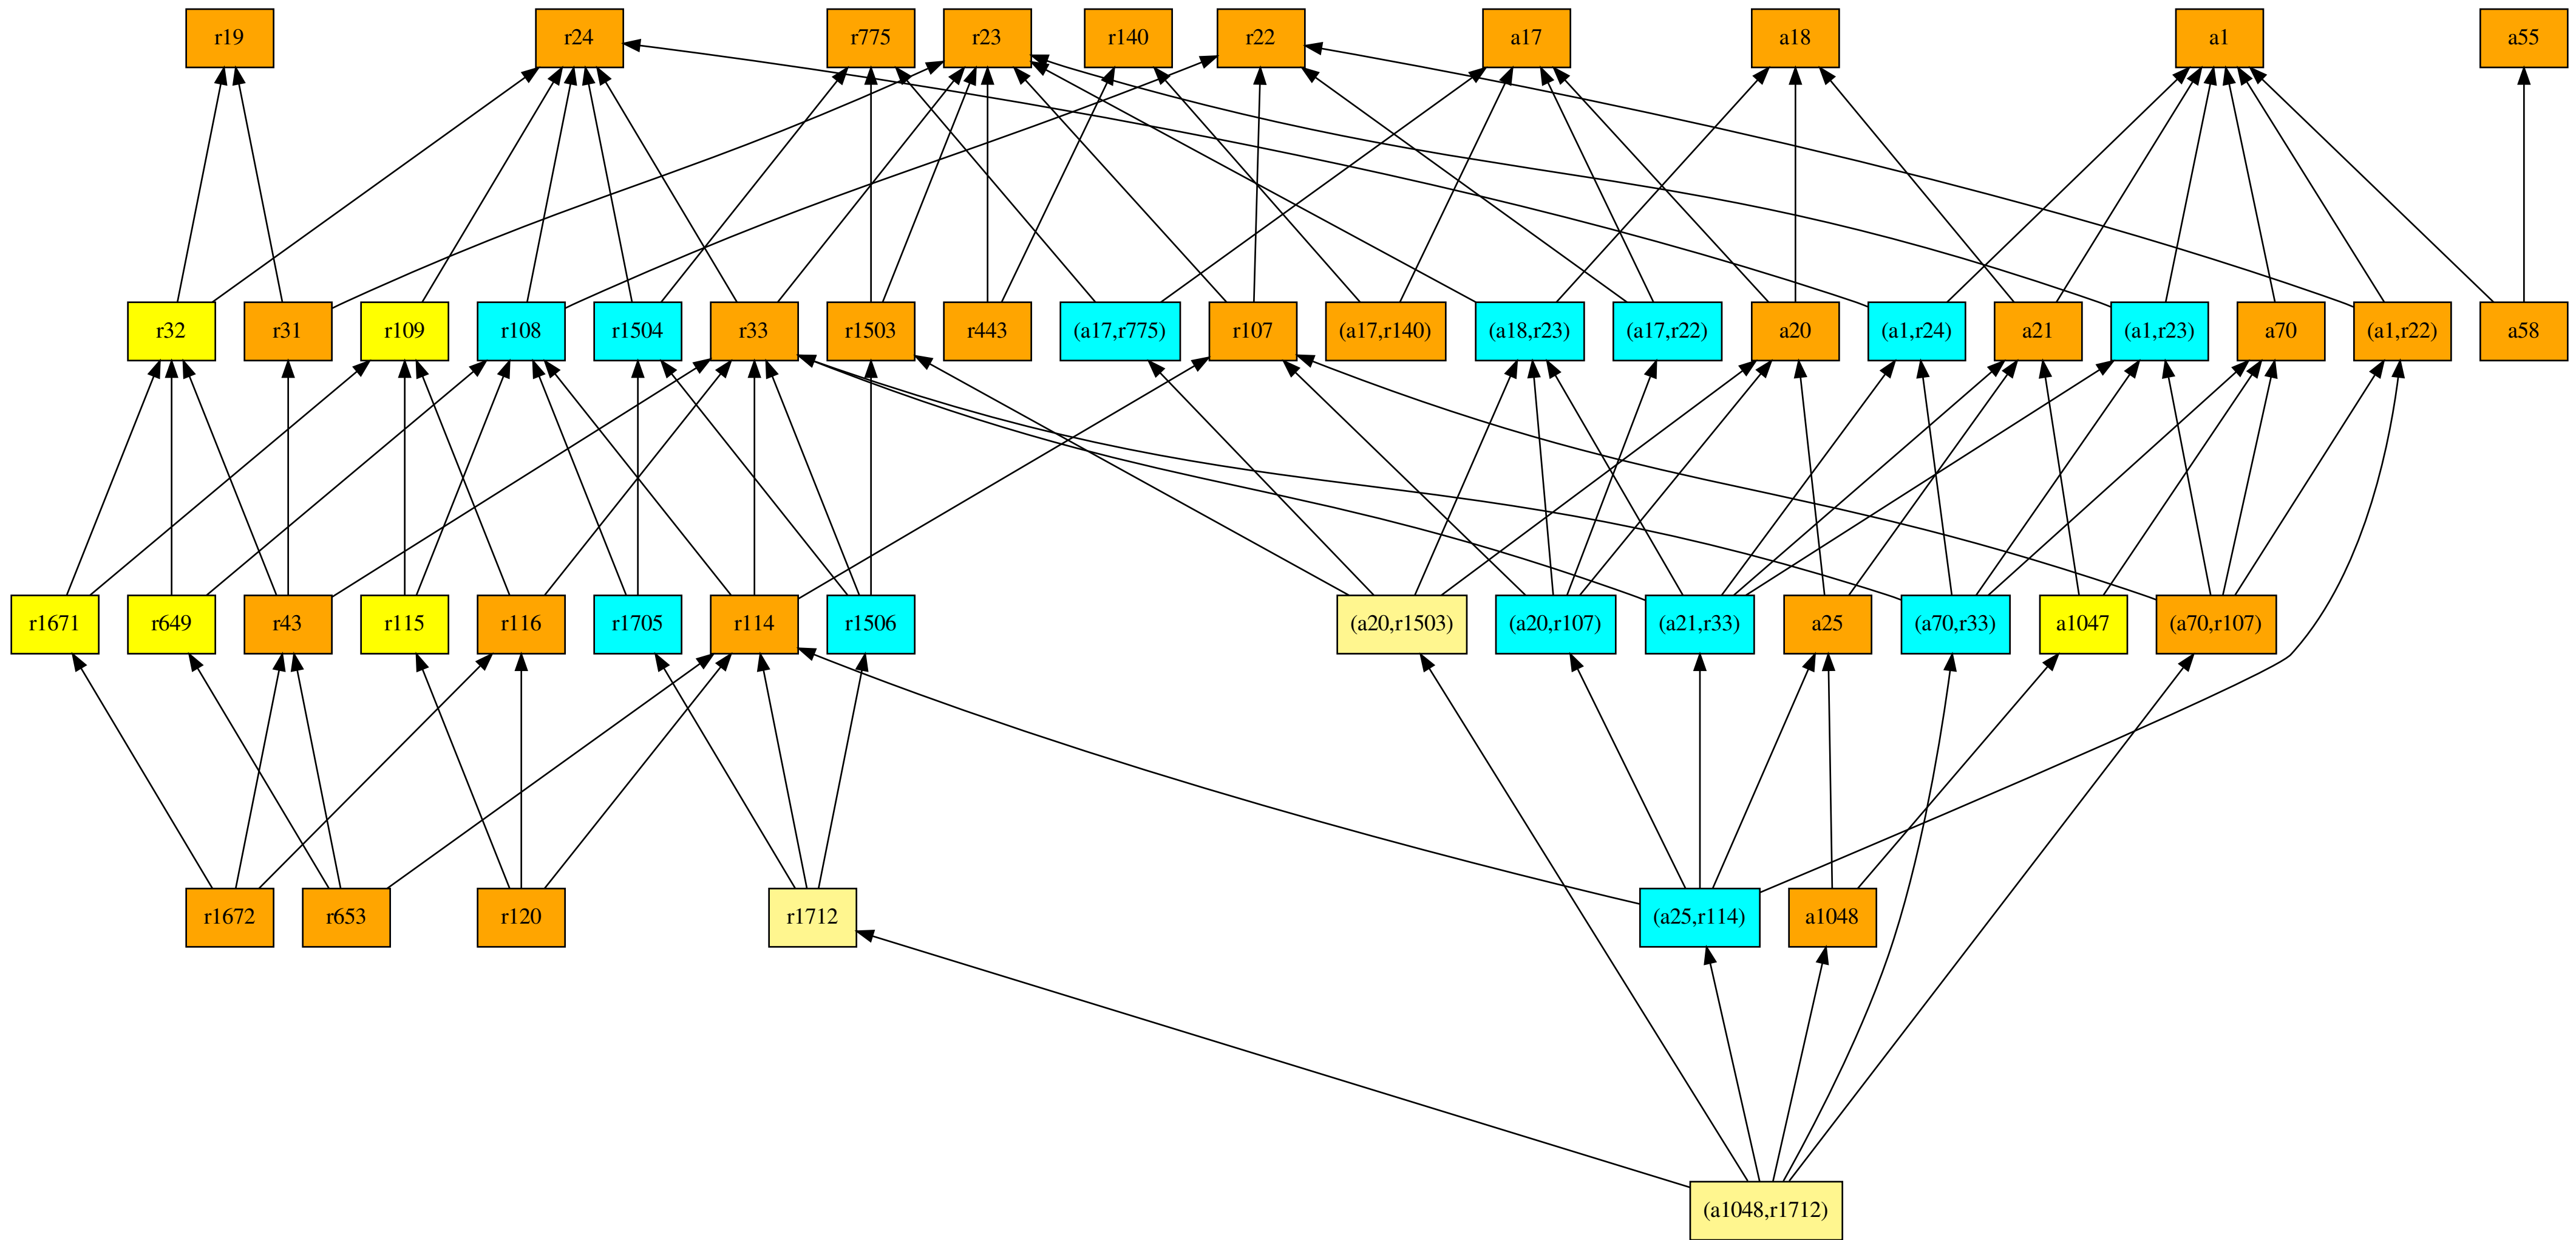 r19
r24
r775
r23
r140
r22
a17
a18
a1
a55
r32
r31
r109
r108
r1504
r33
r1503
r443
(a17,r775)
r107
(a17,r140)
(a18,r23)
(a17,r22)
a20
(a1,r24)
a21
(a1,r23)
a70
(a1,r22)
a58
r1671
r649
r43
r115
r116
r1705
r114
r1506
(a20,r1503)
(a20,r107)
(a21,r33)
a25
(a70,r33)
a1047
(a70,r107)
r1672
r653
r120
r1712
(a25,r114)
a1048
(a1048,r1712)